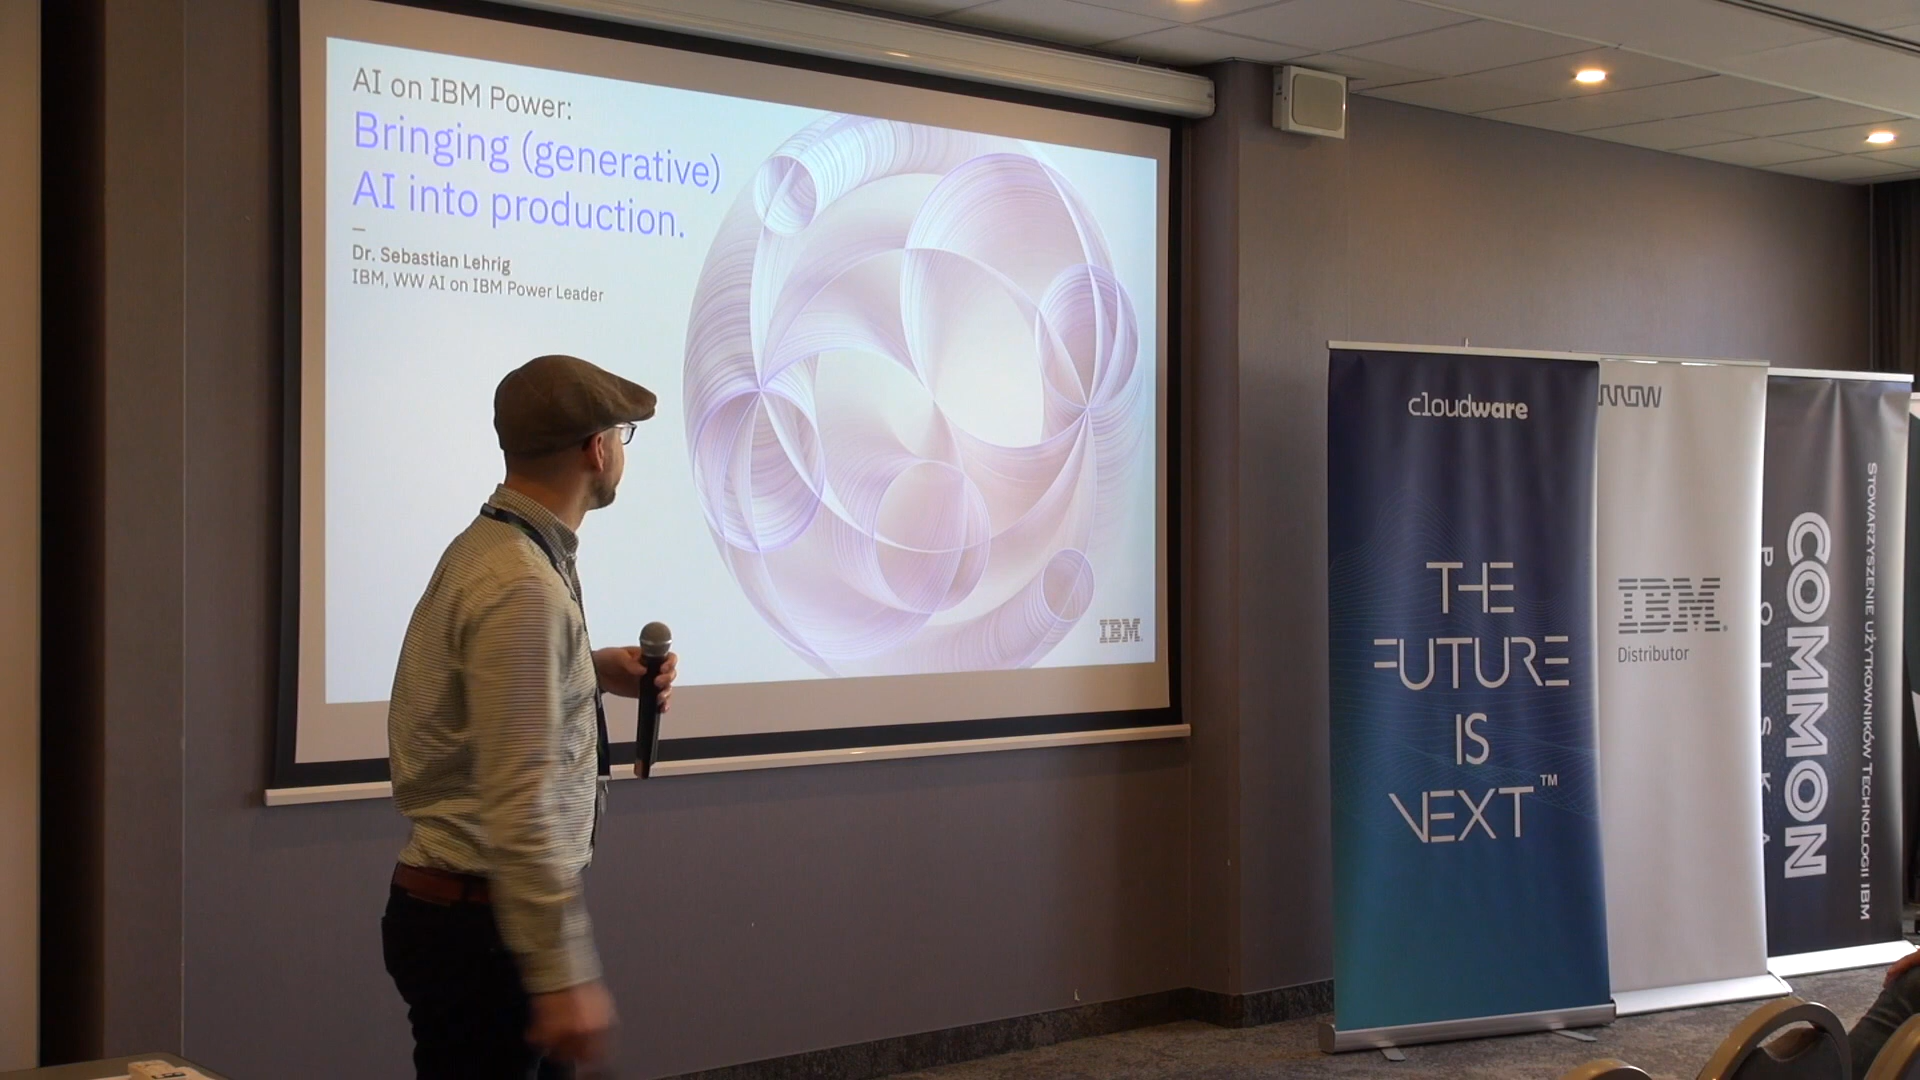 AI on IBM Power:
Bringing (generative)
AI into production.
Dr. Sebastian Lehrig
IBM, WW AI on IBM Power Leader
IBM
cloudware
THE
FUTURE
IS
NEXT™
IBM
Distributor
COMMON
POLSKA
STOWARZYSZENIE UŻYTKOWNIKÓW TECHNOLOGII IBM